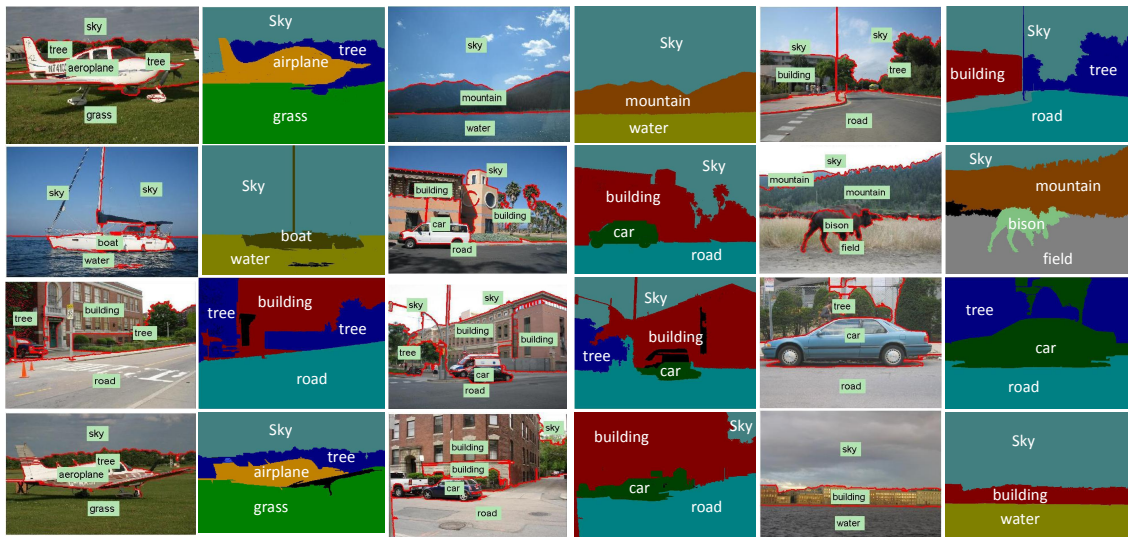 sky
tree
tree
aeroplane
grass
Sky
tree
airplane
grass
sky
mountain
water
Sky
mountain
water
sky
sky
building
tree
road
Sky
building
tree
road
sky
sky
boat
water
Sky
boat
water
sky
building
building
car
road
Sky
building
car
road
sky
mountain
mountain
bison
field
Sky
mountain
bison
field
building
tree
tree
road
building
tree
tree
road
sky
sky
building
building
building
tree
car
road
Sky
building
tree
car
road
tree
car
road
tree
car
road
sky
tree
aeroplane
grass
Sky
tree
airplane
grass
sky
building
building
car
road
Sky
building
car
road
sky
building
water
Sky
building
water